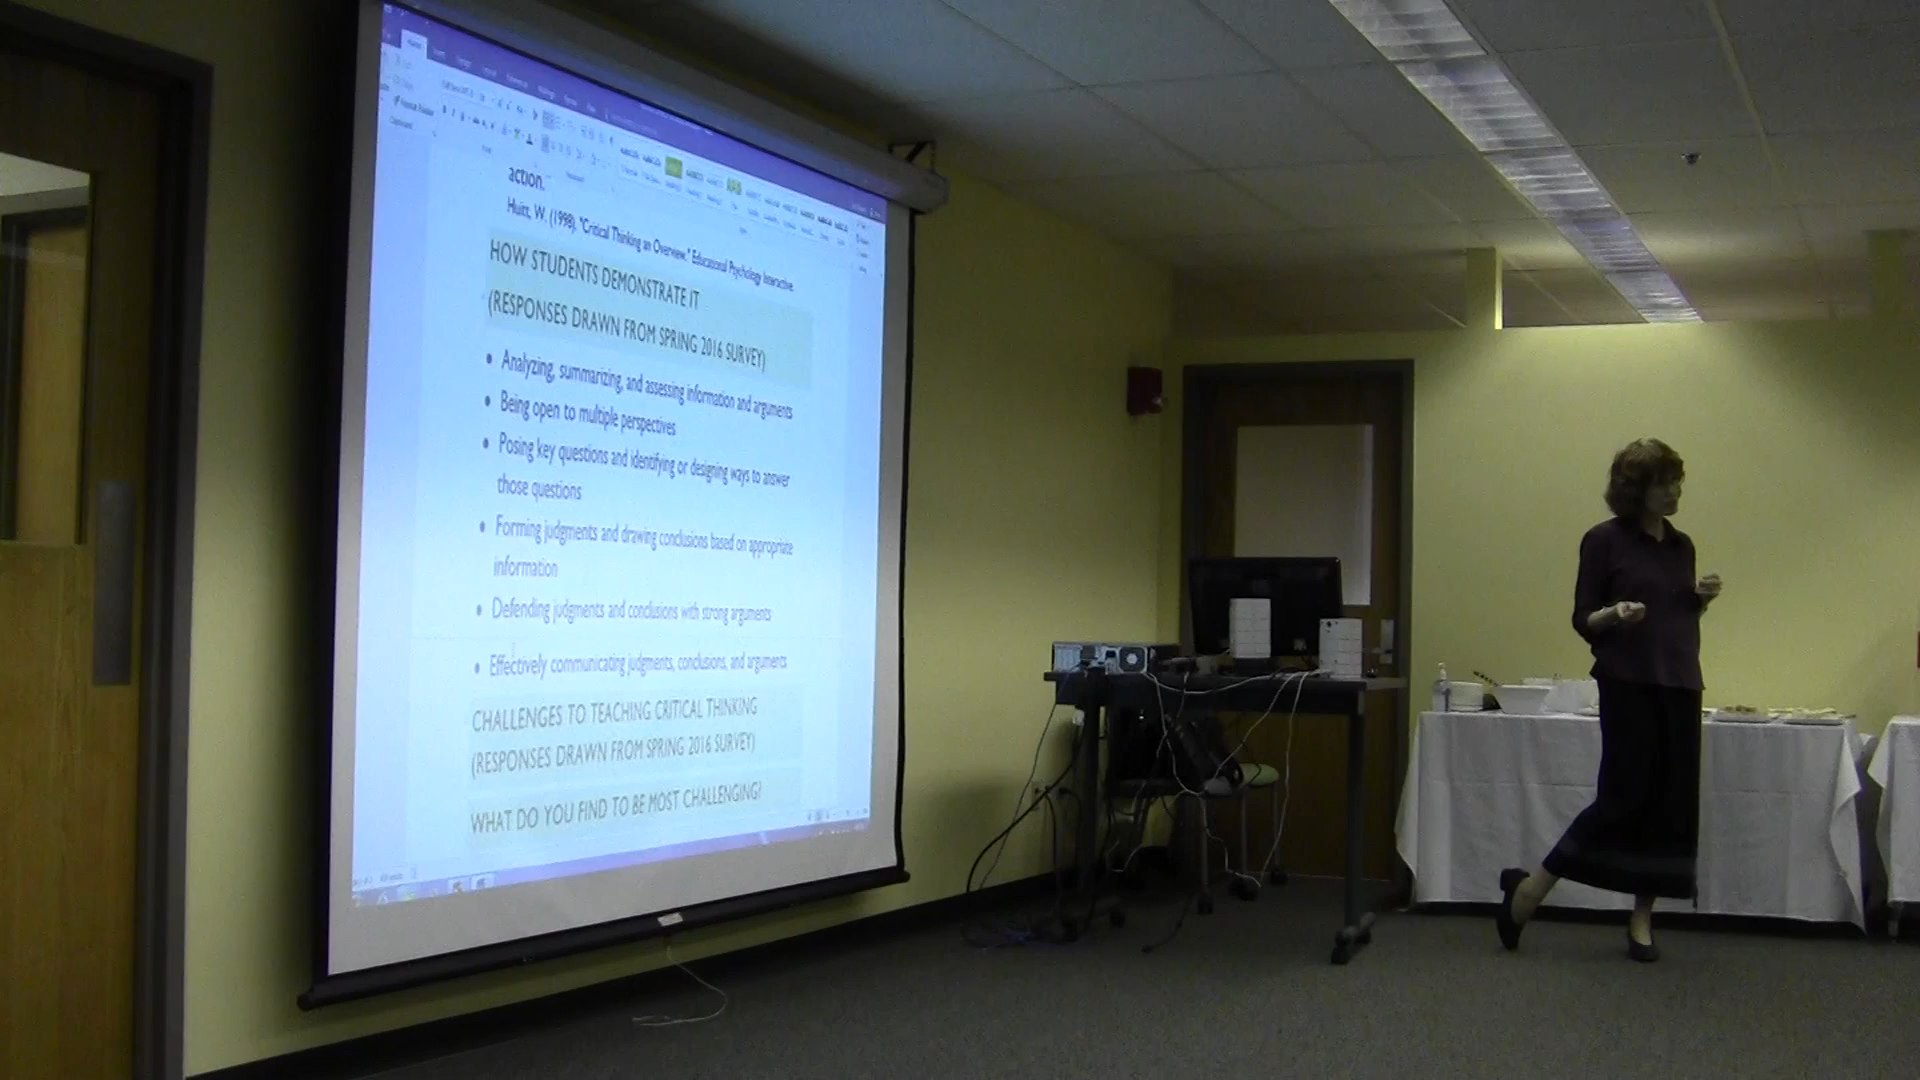 Format Painter
Clipboard
action."
Huitt, W. (1998). "Critical Thinking an Overview." Educational Psychology Interactive.
HOW STUDENTS DEMONSTRATE IT
(RESPONSES DRAWN FROM SPRING 2016 SURVEY)
• Analyzing, summarizing, and assessing information and arguments
• Being open to multiple perspectives
• Posing key questions and identifying or designing ways to answer
those questions
• Forming judgments and drawing conclusions based on appropriate
information
• Defending judgments and conclusions with strong arguments
• Effectively communicating judgments, conclusions, and arguments
CHALLENGES TO TEACHING CRITICAL THINKING
(RESPONSES DRAWN FROM SPRING 2016 SURVEY)
WHAT DO YOU FIND TO BE MOST CHALLENGING?